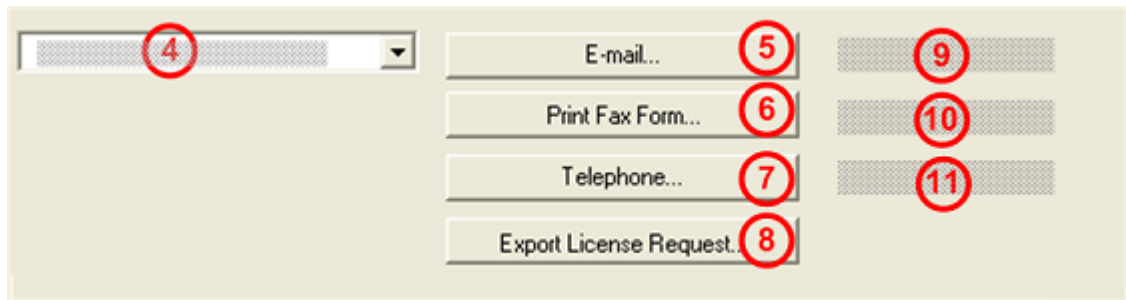 4
E-mail... 5 9
Print Fax Form... 6 10
Telephone... 7 11
Export License Request... 8